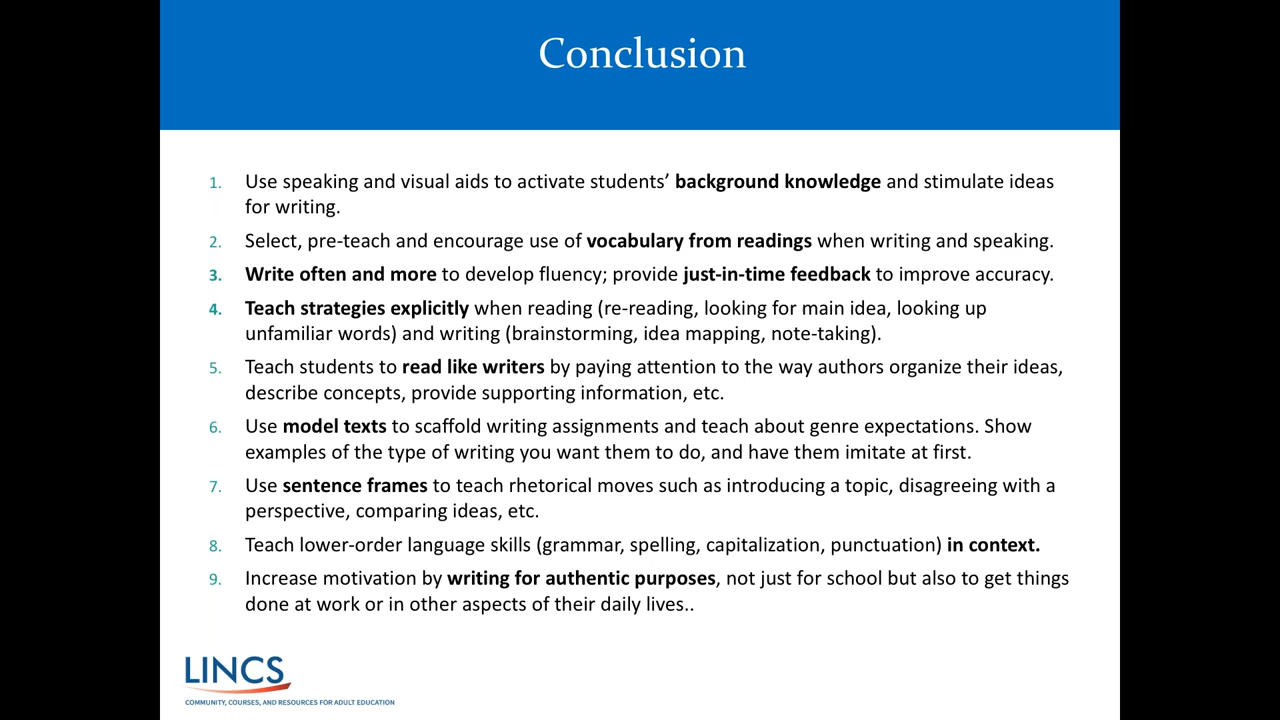 Conclusion
1. Use speaking and visual aids to activate students’ background knowledge and stimulate ideas
for writing.
2. Select, pre-teach and encourage use of vocabulary from readings when writing and speaking.
3. Write often and more to develop fluency; provide just-in-time feedback to improve accuracy.
4. Teach strategies explicitly when reading (re-reading, looking for main idea, looking up
unfamiliar words) and writing (brainstorming, idea mapping, note-taking).
5. Teach students to read like writers by paying attention to the way authors organize their ideas,
describe concepts, provide supporting information, etc.
6. Use model texts to scaffold writing assignments and teach about genre expectations. Show
examples of the type of writing you want them to do, and have them imitate at first.
7. Use sentence frames to teach rhetorical moves such as introducing a topic, disagreeing with a
perspective, comparing ideas, etc.
8. Teach lower-order language skills (grammar, spelling, capitalization, punctuation) in context.
9. Increase motivation by writing for authentic purposes, not just for school but also to get things
done at work or in other aspects of their daily lives..
LINCS
COMMUNITY, COURSES, AND RESOURCES FOR ADULT EDUCATION